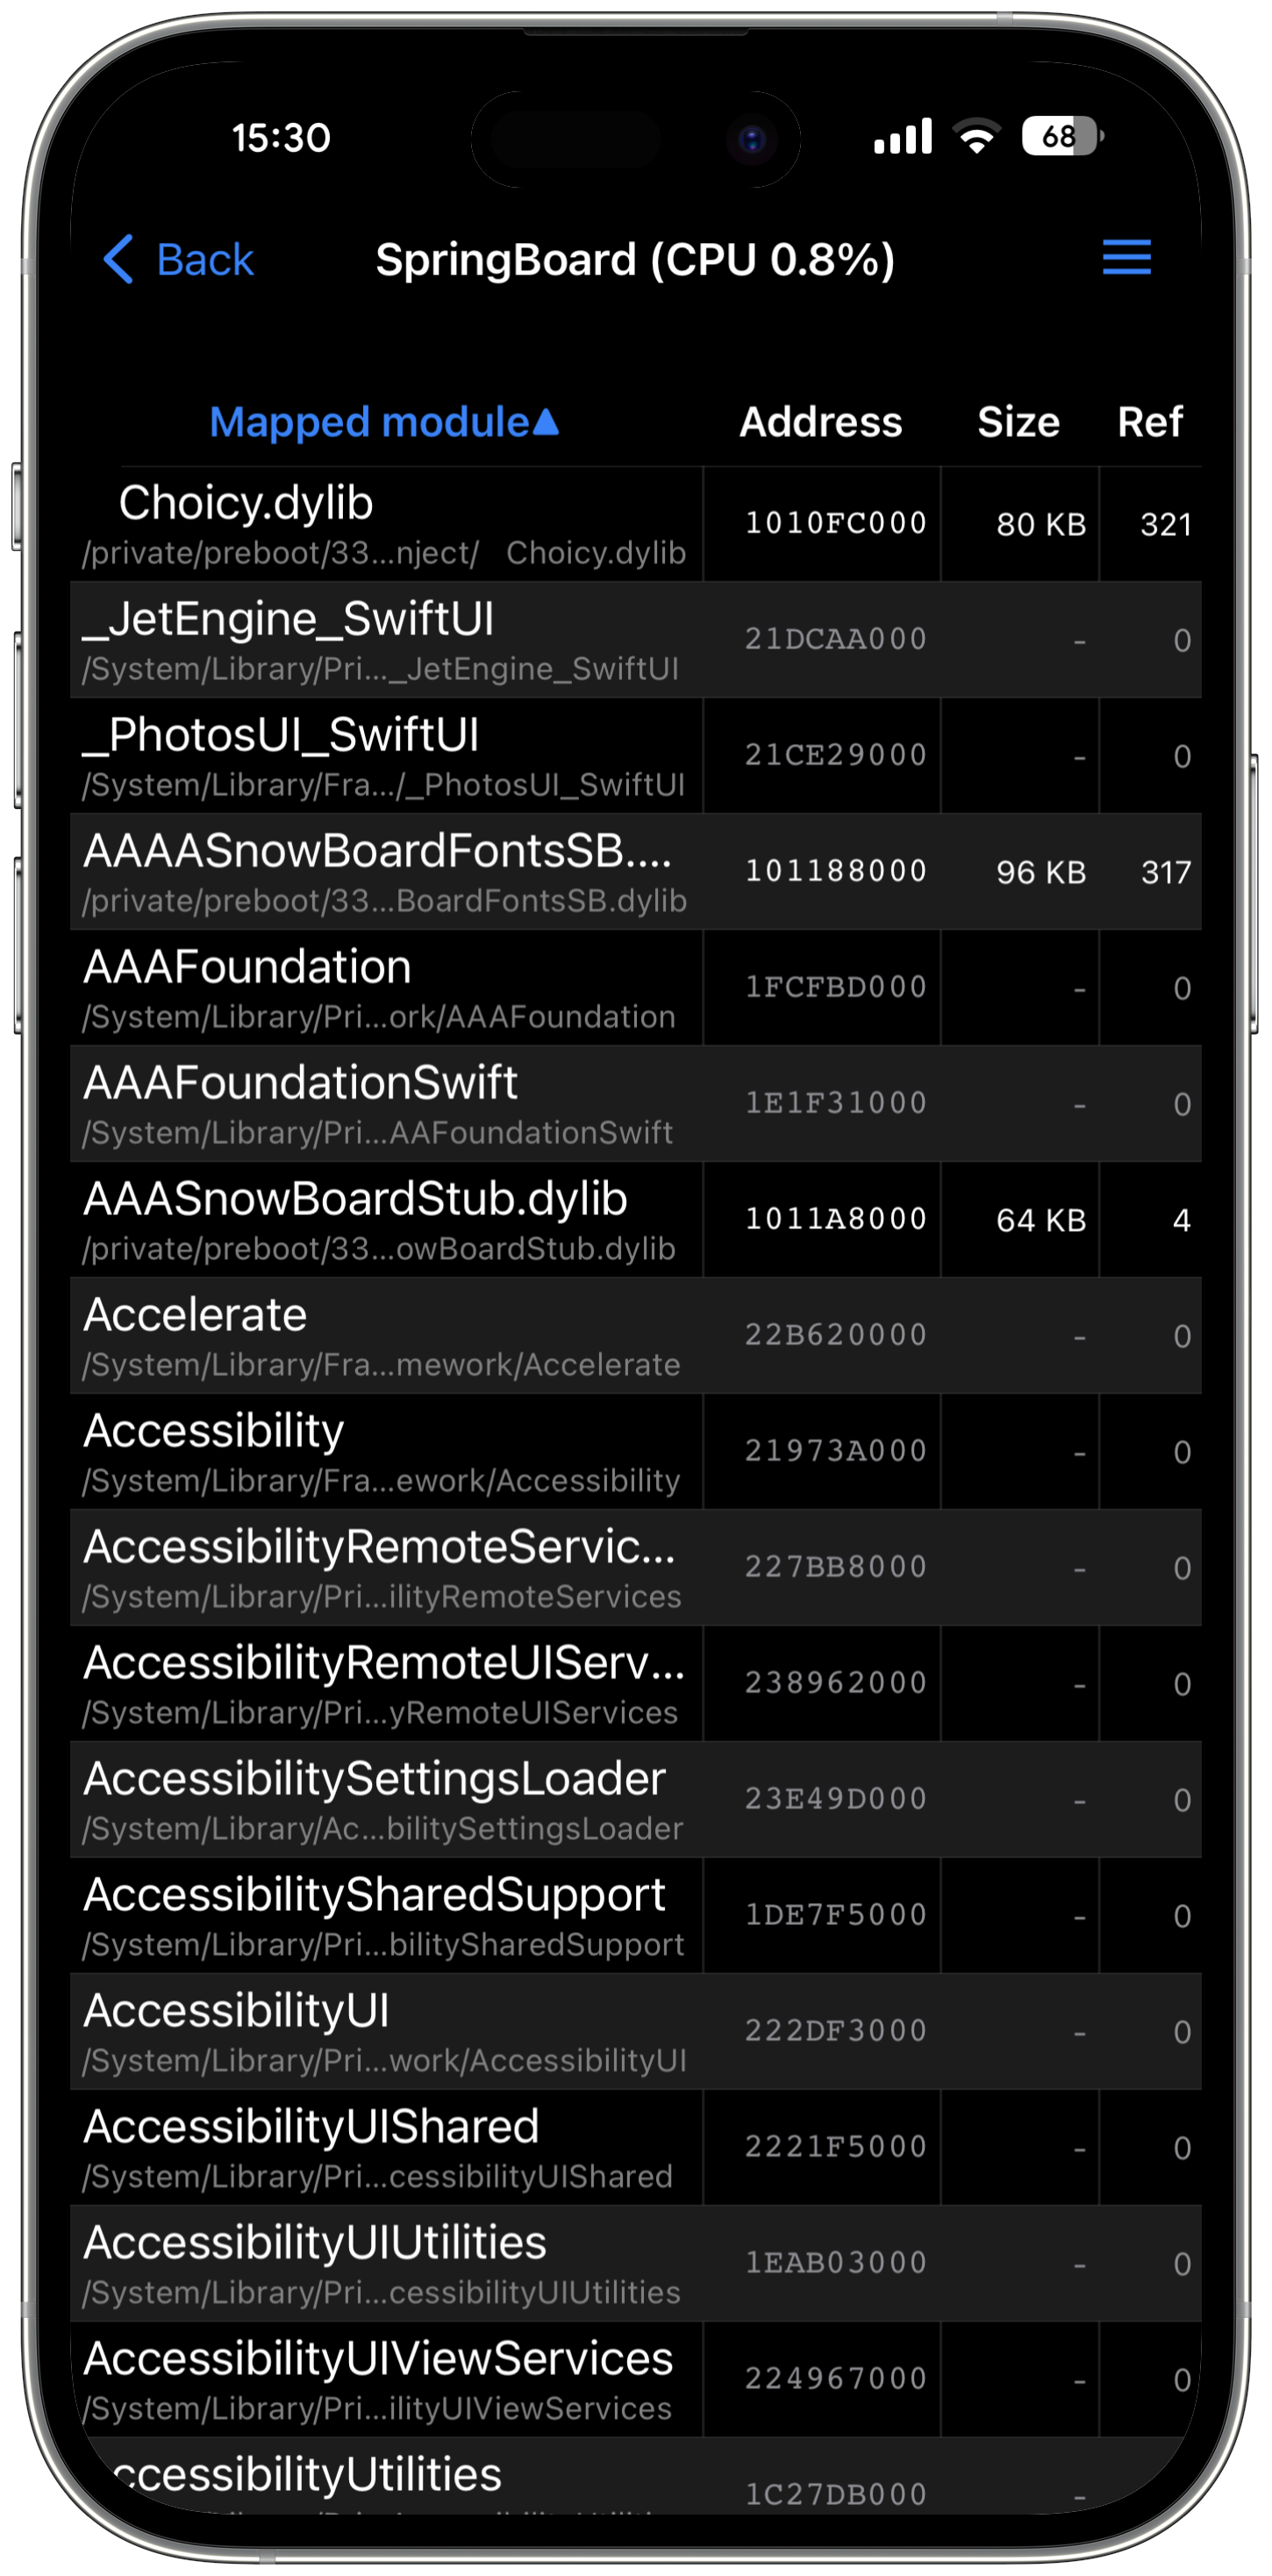 15:30
68
Back
SpringBoard (CPU 0.8%)
Mapped module▲ Address Size Ref
Choicy.dylib
/private/preboot/33...nject/   Choicy.dylib
1010FC000 80 KB 321
_JetEngine_SwiftUI
/System/Library/Pri..._JetEngine_SwiftUI
21DCAA000 - 0
_PhotosUI_SwiftUI
/System/Library/Fra.../_PhotosUI_SwiftUI
21CE29000 - 0
AAAASnowBoardFontsSB....
/private/preboot/33...BoardFontsSB.dylib
101188000 96 KB 317
AAAFoundation
/System/Library/Pri...ork/AAAFoundation
1FCFBD000 - 0
AAAFoundationSwift
/System/Library/Pri...AAFoundationSwift
1E1F31000 - 0
AAASnowBoardStub.dylib
/private/preboot/33...owBoardStub.dylib
1011A8000 64 KB 4
Accelerate
/System/Library/Fra...mework/Accelerate
22B620000 - 0
Accessibility
/System/Library/Fra...ework/Accessibility
21973A000 - 0
AccessibilityRemoteServic...
/System/Library/Pri...ilityRemoteServices
227BB8000 - 0
AccessibilityRemoteUIServ...
/System/Library/Pri...yRemoteUIServices
238962000 - 0
AccessibilitySettingsLoader
/System/Library/Ac...bilitySettingsLoader
23E49D000 - 0
AccessibilitySharedSupport
/System/Library/Pri...bilitySharedSupport
1DE7F5000 - 0
AccessibilityUI
/System/Library/Pri...work/AccessibilityUI
222DF3000 - 0
AccessibilityUIShared
/System/Library/Pri...cessibilityUIShared
2221F5000 - 0
AccessibilityUIUtilities
/System/Library/Pri...cessibilityUIUtilities
1EAB03000 - 0
AccessibilityUIViewServices
/System/Library/Pri...ilityUIViewServices
224967000 - 0
ccessibilityUtilities
1C27DB000 -